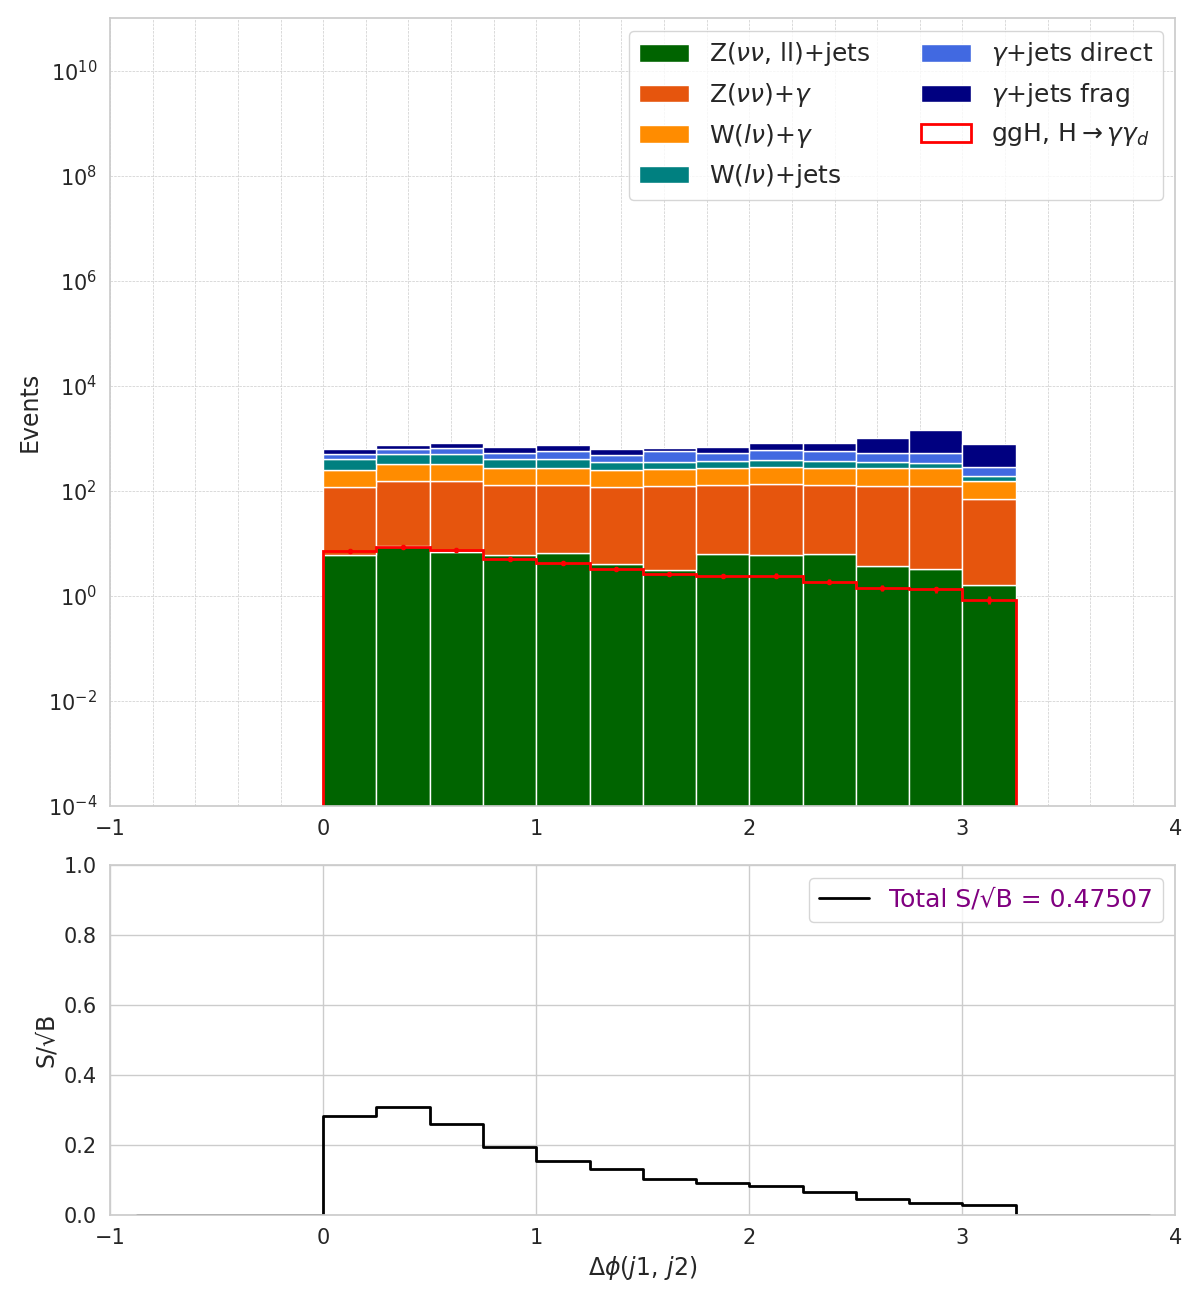 Z(νν, ll)+jets
Z(νν)+γ
W(lν)+γ
W(lν)+jets
γ+jets direct
γ+jets frag
ggH, H→γγ_d
Events
10^10
10^8
10^6
10^4
10^2
10^0
10^−2
10^−4
−1 0 1 2 3 4
Total S/√B = 0.47507
S/√B
1.0
0.8
0.6
0.4
0.2
0.0
−1 0 1 2 3 4
Δϕ(j1, j2)